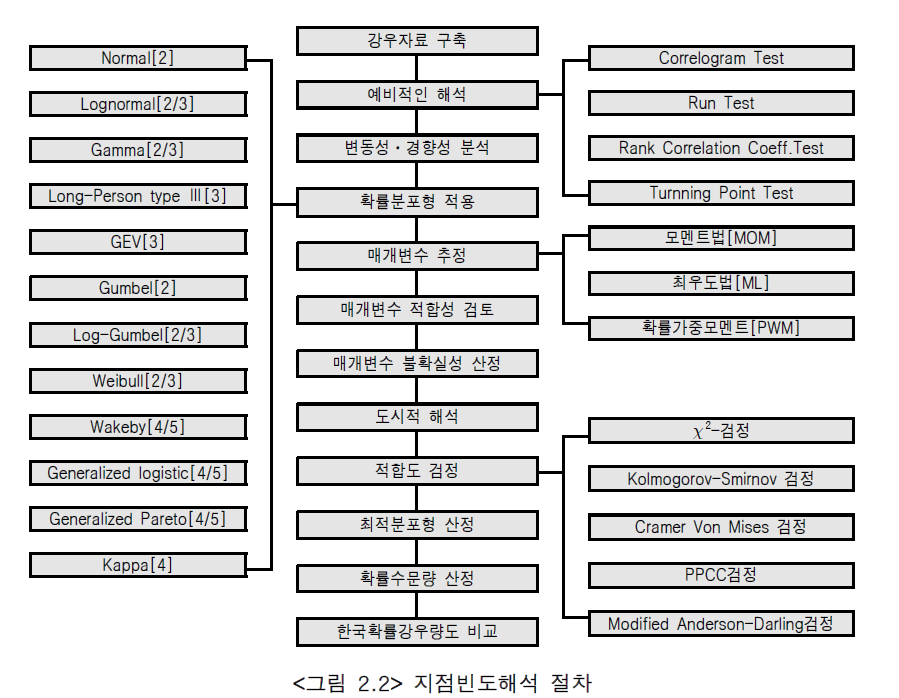 강우자료 구축
예비적인 해석
변동성·경향성 분석
확률분포형 적용
매개변수 추정
매개변수 적합성 검토
매개변수 불확실성 산정
도시적 해석
적합도 검정
최적분포형 산정
확률수문량 산정
한국확률강우량도 비교
Normal[2]
Lognormal[2/3]
Gamma[2/3]
Long-Person type Ⅲ[3]
GEV[3]
Gumbel[2]
Log-Gumbel[2/3]
Weibull[2/3]
Wakeby[4/5]
Generalized logistic[4/5]
Generalized Pareto[4/5]
Kappa[4]
Correlogram Test
Run Test
Rank Correlation Coeff.Test
Turnning Point Test
모멘트법[MOM]
최우도법[ML]
확률가중모멘트[PWM]
χ²-검정
Kolmogorov-Smirnov 검정
Cramer Von Mises 검정
PPCC검정
Modified Anderson-Darling검정
<그림 2.2> 지점빈도해석 절차